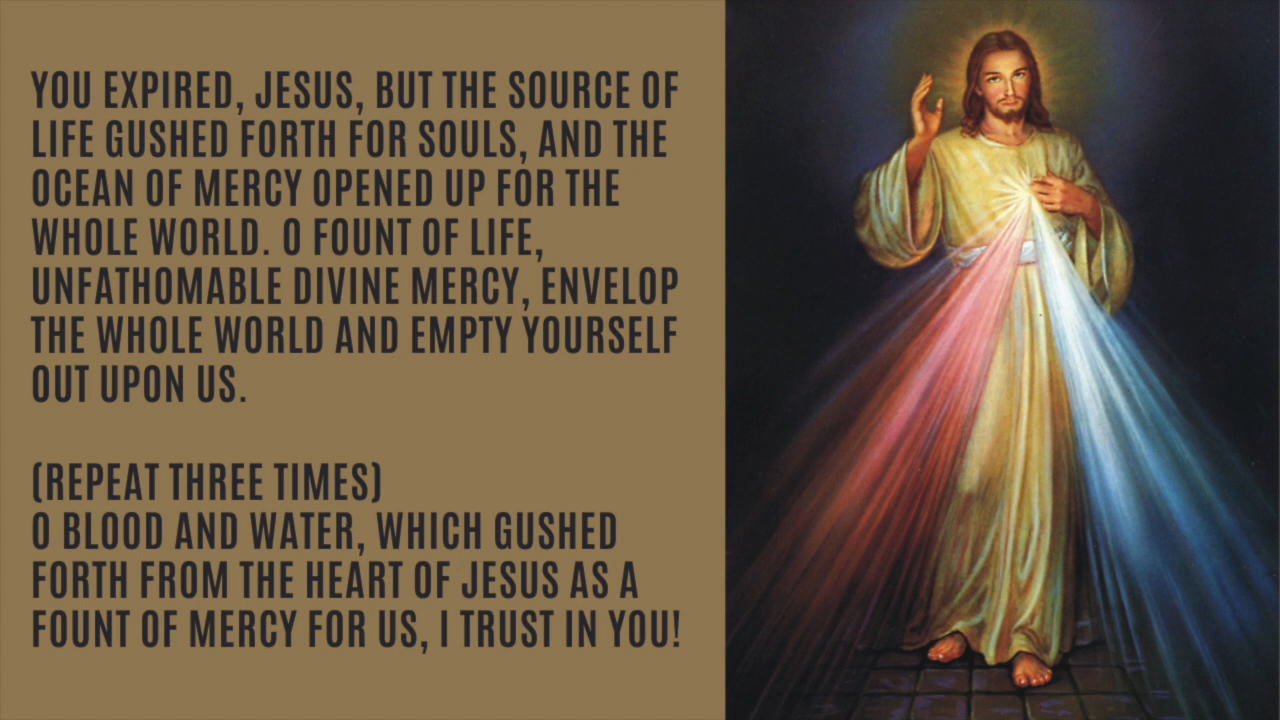 YOU EXPIRED, JESUS, BUT THE SOURCE OF
LIFE GUSHED FORTH FOR SOULS, AND THE
OCEAN OF MERCY OPENED UP FOR THE
WHOLE WORLD. O FOUNT OF LIFE,
UNFATHOMABLE DIVINE MERCY, ENVELOP
THE WHOLE WORLD AND EMPTY YOURSELF
OUT UPON US.
(REPEAT THREE TIMES)
O BLOOD AND WATER, WHICH GUSHED
FORTH FROM THE HEART OF JESUS AS A
FOUNT OF MERCY FOR US, I TRUST IN YOU!